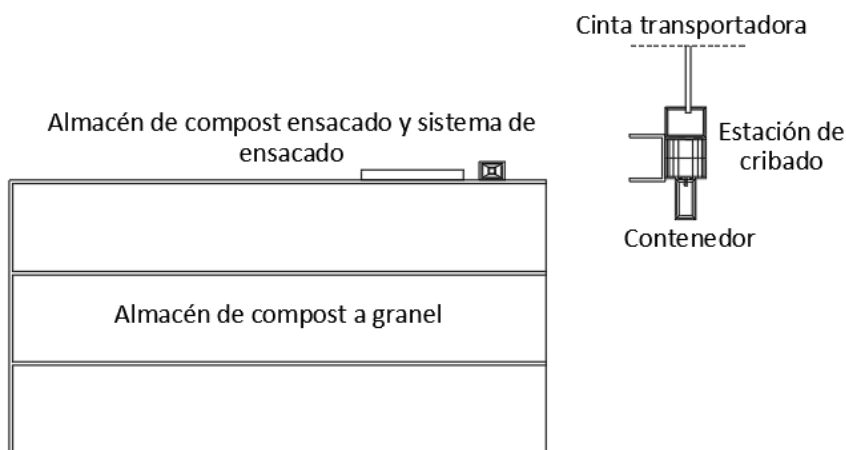 Cinta transportadora
Almacén de compost ensacado y sistema de
ensacado
Estación de
cribado
Contenedor
Almacén de compost a granel